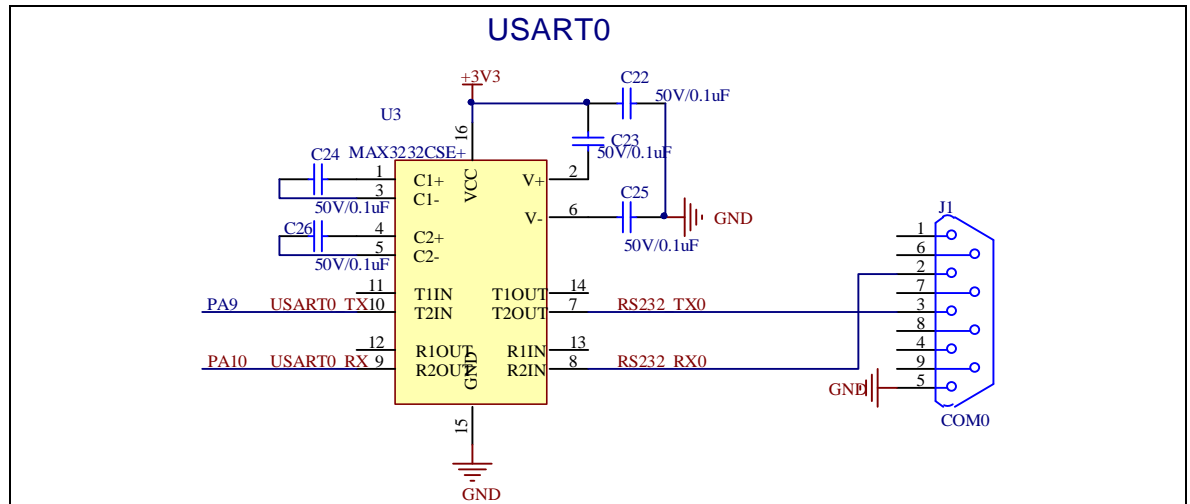 USART0
+3V3
C22
50V/0.1uF
U3
16
C23
50V/0.1uF
C24
MAX3232CSE+
1 C1+ VCC V+ 2
3 C1-
50V/0.1uF
C25
V- 6
GND
J1
C26
4 C2+
50V/0.1uF
5 C2-
50V/0.1uF
1
6
2
11 T1IN T1OUT 14
7
PA9 USART0_TX 10 T2IN T2OUT 7 RS232_TX0 3
8
12 R1OUT R1IN 13
4
PA10 USART0_RX 9 R2OUT R2IN 8 RS232_RX0
9
GND
GND 5
15
COM0
GND